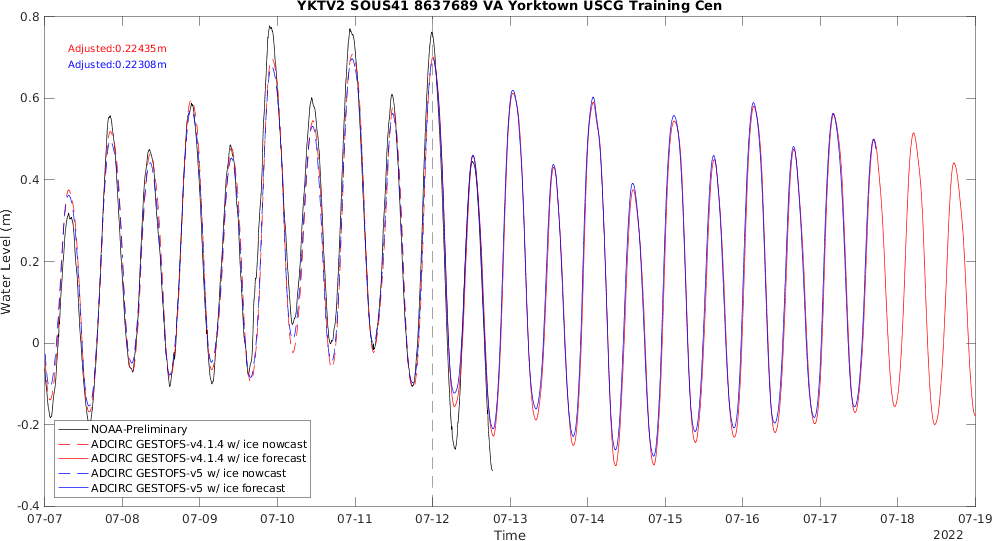 YKTV2 SOUS41 8637689 VA Yorktown USCG Training Cen
Adjusted:0.22435m
Adjusted:0.22308m
0.8
0.6
0.4
0.2
0
-0.2
-0.4
Water Level (m)
NOAA-Preliminary
ADCIRC GESTOFS-v4.1.4 w/ ice nowcast
ADCIRC GESTOFS-v4.1.4 w/ ice forecast
ADCIRC GESTOFS-v5 w/ ice nowcast
ADCIRC GESTOFS-v5 w/ ice forecast
07-07 07-08 07-09 07-10 07-11 07-12 07-13 07-14 07-15 07-16 07-17 07-18 07-19
Time
2022